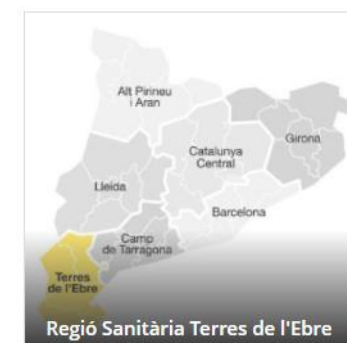 Alt Pirineu
i Aran
Girona
Catalunya
Central
Lleida
Barcelona
Camp
de Tarragona
Terres
de l'Ebre
Regió Sanitària Terres de l'Ebre